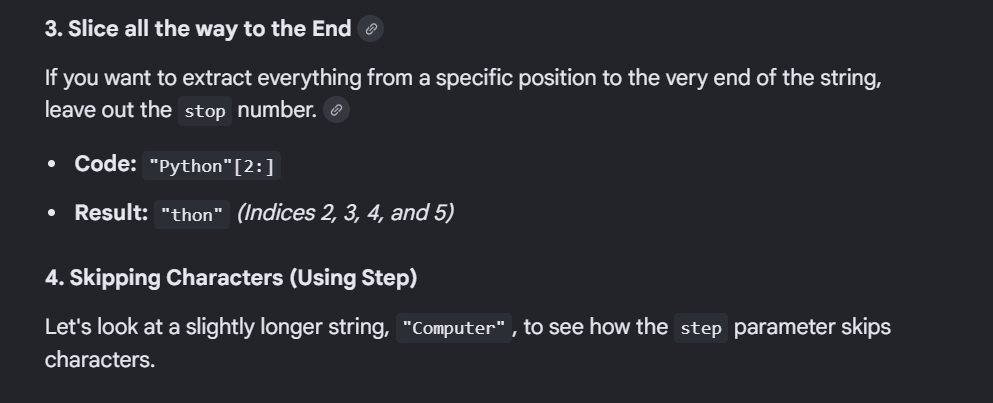 3. Slice all the way to the End
If you want to extract everything from a specific position to the very end of the string,
leave out the stop number.
• Code: "Python"[2:]
• Result: "thon" (Indices 2, 3, 4, and 5)
4. Skipping Characters (Using Step)
Let's look at a slightly longer string, "Computer", to see how the step parameter skips
characters.